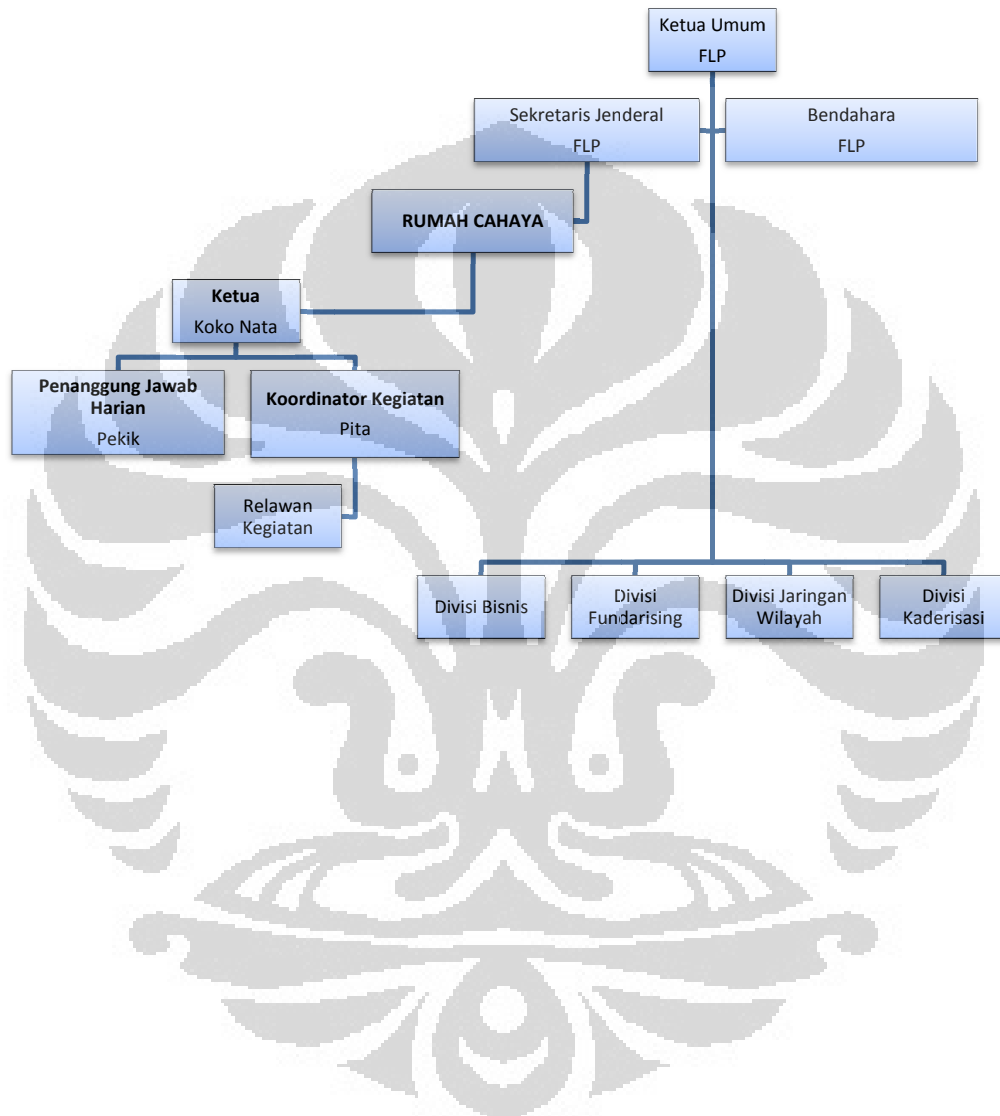 Ketua Umum
FLP
Sekretaris Jenderal
FLP
Bendahara
FLP
RUMAH CAHAYA
Ketua
Koko Nata
Penanggung Jawab
Harian
Pekik
Koordinator Kegiatan
Pita
Relawan
Kegiatan
Divisi Bisnis
Divisi
Fundarising
Divisi Jaringan
Wilayah
Divisi
Kaderisasi